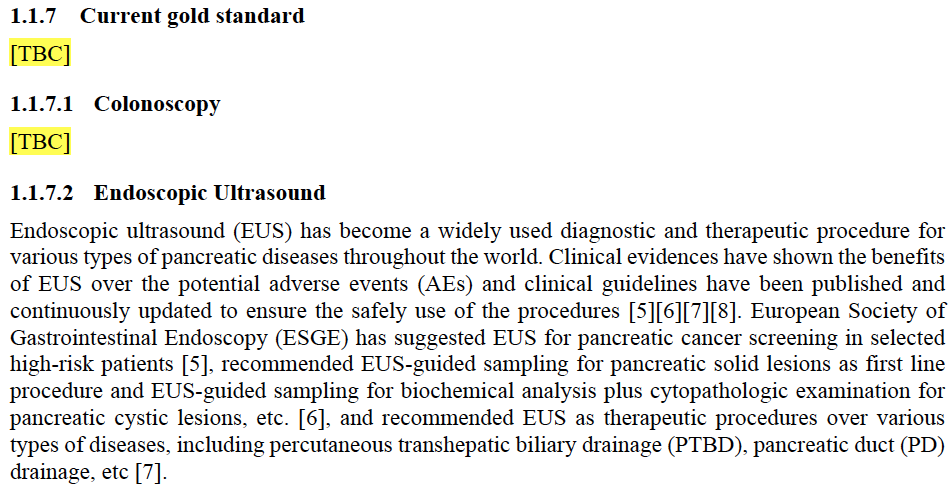 1.1.7 Current gold standard
[TBC]
1.1.7.1 Colonoscopy
[TBC]
1.1.7.2 Endoscopic Ultrasound
Endoscopic ultrasound (EUS) has become a widely used diagnostic and therapeutic procedure for
various types of pancreatic diseases throughout the world. Clinical evidences have shown the benefits
of EUS over the potential adverse events (AEs) and clinical guidelines have been published and
continuously updated to ensure the safely use of the procedures [5][6][7][8]. European Society of
Gastrointestinal Endoscopy (ESGE) has suggested EUS for pancreatic cancer screening in selected
high-risk patients [5], recommended EUS-guided sampling for pancreatic solid lesions as first line
procedure and EUS-guided sampling for biochemical analysis plus cytopathologic examination for
pancreatic cystic lesions, etc. [6], and recommended EUS as therapeutic procedures over various
types of diseases, including percutaneous transhepatic biliary drainage (PTBD), pancreatic duct (PD)
drainage, etc [7].